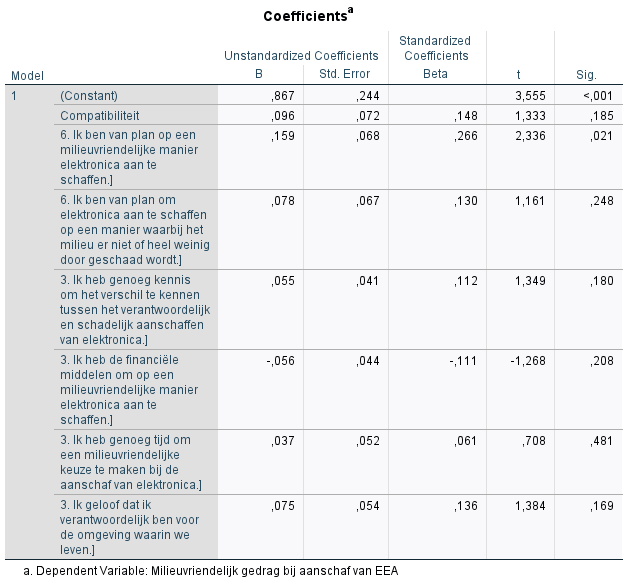 Coefficientsa
Standardized
Unstandardized Coefficients Coefficients
Model B Std. Error Beta t Sig.
1 (Constant) ,867 ,244 3,555 <,001
Compatibiliteit ,096 ,072 ,148 1,333 ,185
6. Ik ben van plan op een ,159 ,068 ,266 2,336 ,021
milieuvriendelijke manier
elektronica aan te
schaffen.]
6. Ik ben van plan om ,078 ,067 ,130 1,161 ,248
elektronica aan te schaffen
op een manier waarbij het
milieu er niet of heel weinig
door geschaad wordt.]
3. Ik heb genoeg kennis ,055 ,041 ,112 1,349 ,180
om het verschil te kennen
tussen het verantwoordelijk
en schadelijk aanschaffen
van elektronica.]
3. Ik heb de financiële -,056 ,044 -,111 -1,268 ,208
middelen om op een
milieuvriendelijke manier
elektronica aan te
schaffen.]
3. Ik heb genoeg tijd om ,037 ,052 ,061 ,708 ,481
een milieuvriendelijke
keuze te maken bij de
aanschaf van elektronica.]
3. Ik geloof dat ik ,075 ,054 ,136 1,384 ,169
verantwoordelijk ben voor
de omgeving waarin we
leven.]
a. Dependent Variable: Milieuvriendelijk gedrag bij aanschaf van EEA